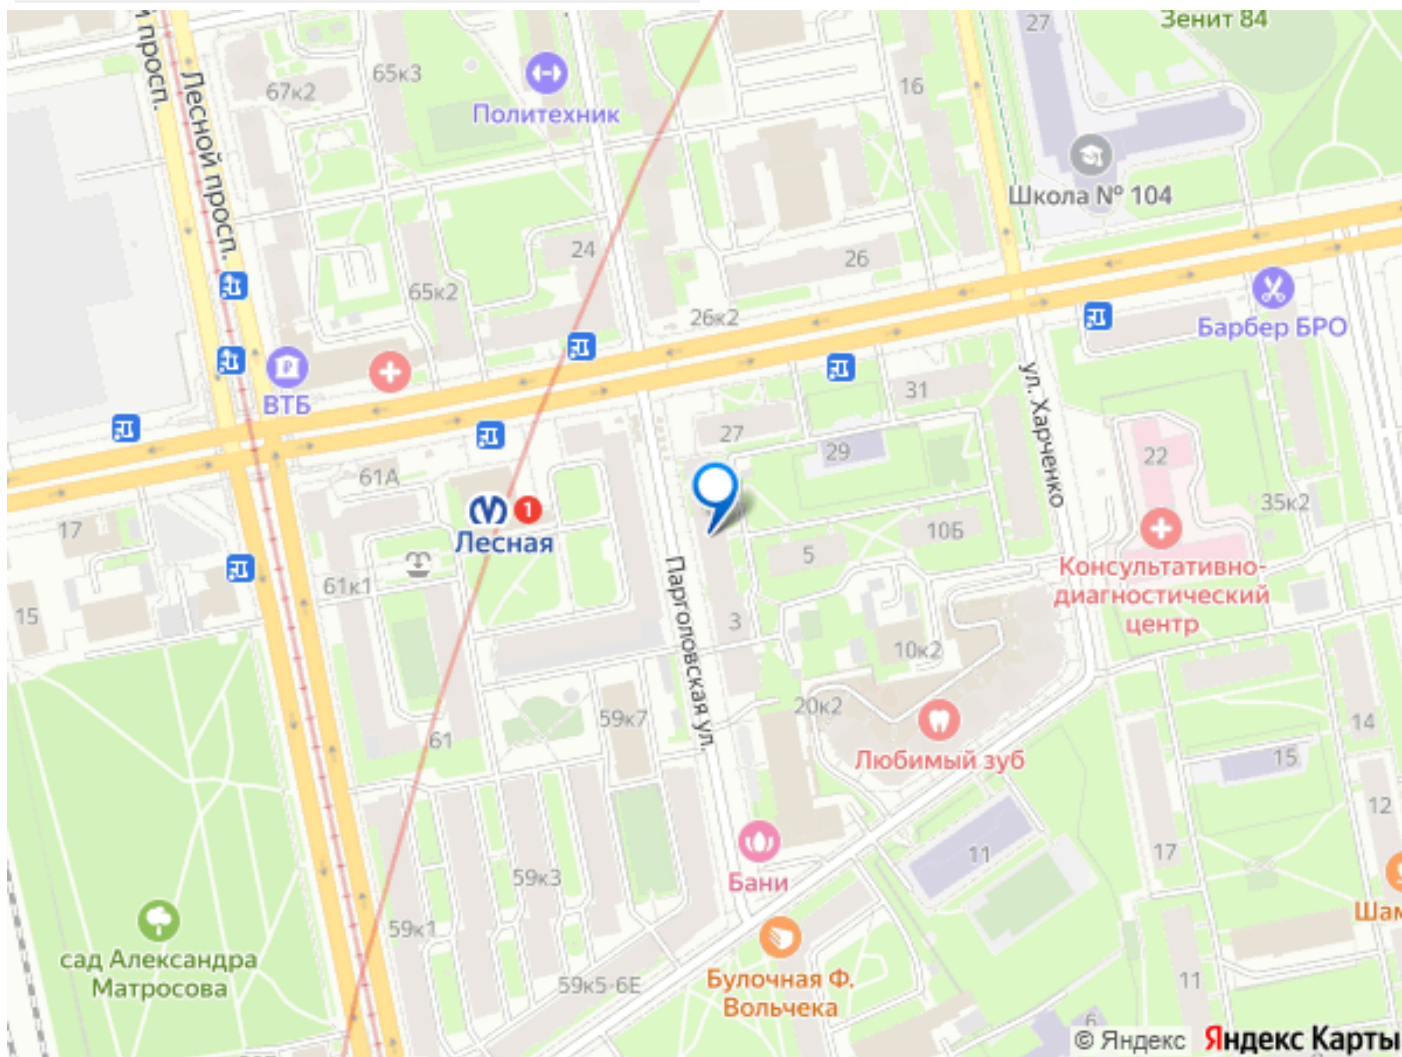 Зенит 84
27
й просп.
Лесной просп.
65к3
67к2
Политехник
16
Школа № 104
24
26
65к2
26к2
Барбер БРО
ВТБ
31
ул. Харченко
27
29
22
61А
1
Лесная
17
35к2
10Б
5
Консультативно-
диагностический
центр
61к1
15
Парголовская ул.
3
10к2
59к7
20к2
14
61
Любимый зуб
15
12
11
17
59к3
Бани
Шам
59к1
сад Александра
Матросова
59к5-6Е
Булочная Ф.
Вольчека
11
6
© Яндекс Яндекс Карты